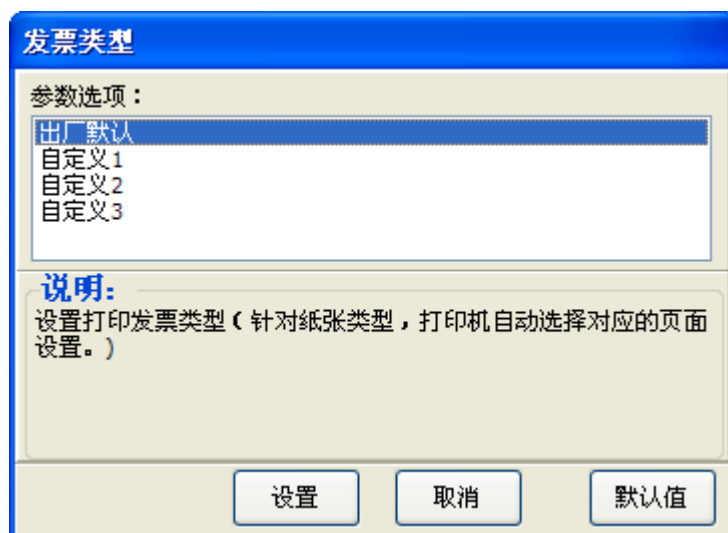 发票类型
参数选项：
出厂默认
自定义1
自定义2
自定义3
说明:
设置打印发票类型(针对纸张类型，打印机自动选择对应的页面
设置。)
设置 取消 默认值